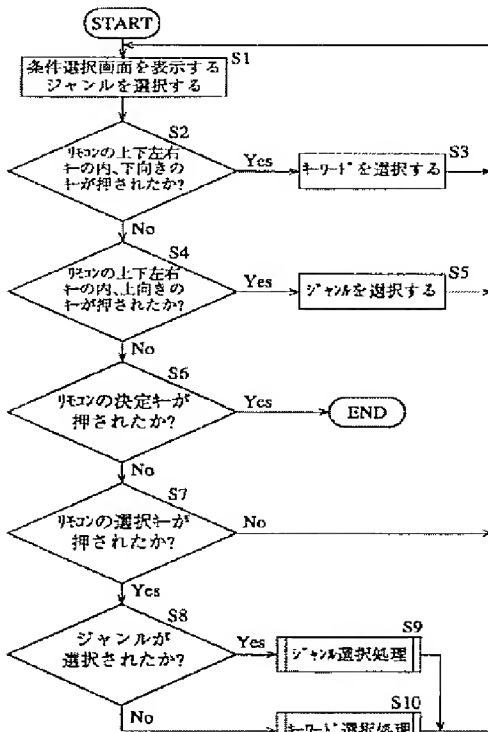 START
S1
条件選択画面を表示する
ジャンルを選択する
S2
ﾘﾓｺﾝの上下左右
ｷｰの内、下向きの
ｷｰが押されたか?
Yes
S3
ｷｰﾜｰﾄﾞを選択する
No
S4
ﾘﾓｺﾝの上下左右
ｷｰの内、上向きの
ｷｰが押されたか?
Yes
S5
ｼﾞｬﾝﾙを選択する
No
S6
ﾘﾓｺﾝの決定ｷｰが
押されたか?
Yes
END
No
S7
ﾘﾓｺﾝの選択ｷｰが
押されたか?
No
Yes
S8
ジャンルが
選択されたか?
Yes
S9
ｼﾞｬﾝﾙ選択処理
No
S10
ｷｰﾜｰﾄﾞ選択処理